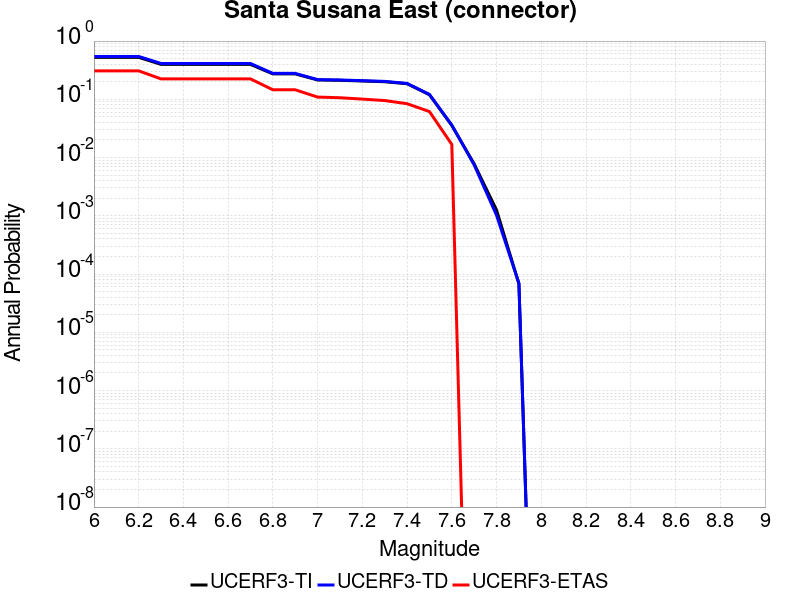 Santa Susana East (connector)
Annual Probability
10^0
10^-1
10^-2
10^-3
10^-4
10^-5
10^-6
10^-7
10^-8
6 6.2 6.4 6.6 6.8 7 7.2 7.4 7.6 7.8 8 8.2 8.4 8.6 8.8 9
Magnitude
UCERF3-TI UCERF3-TD UCERF3-ETAS